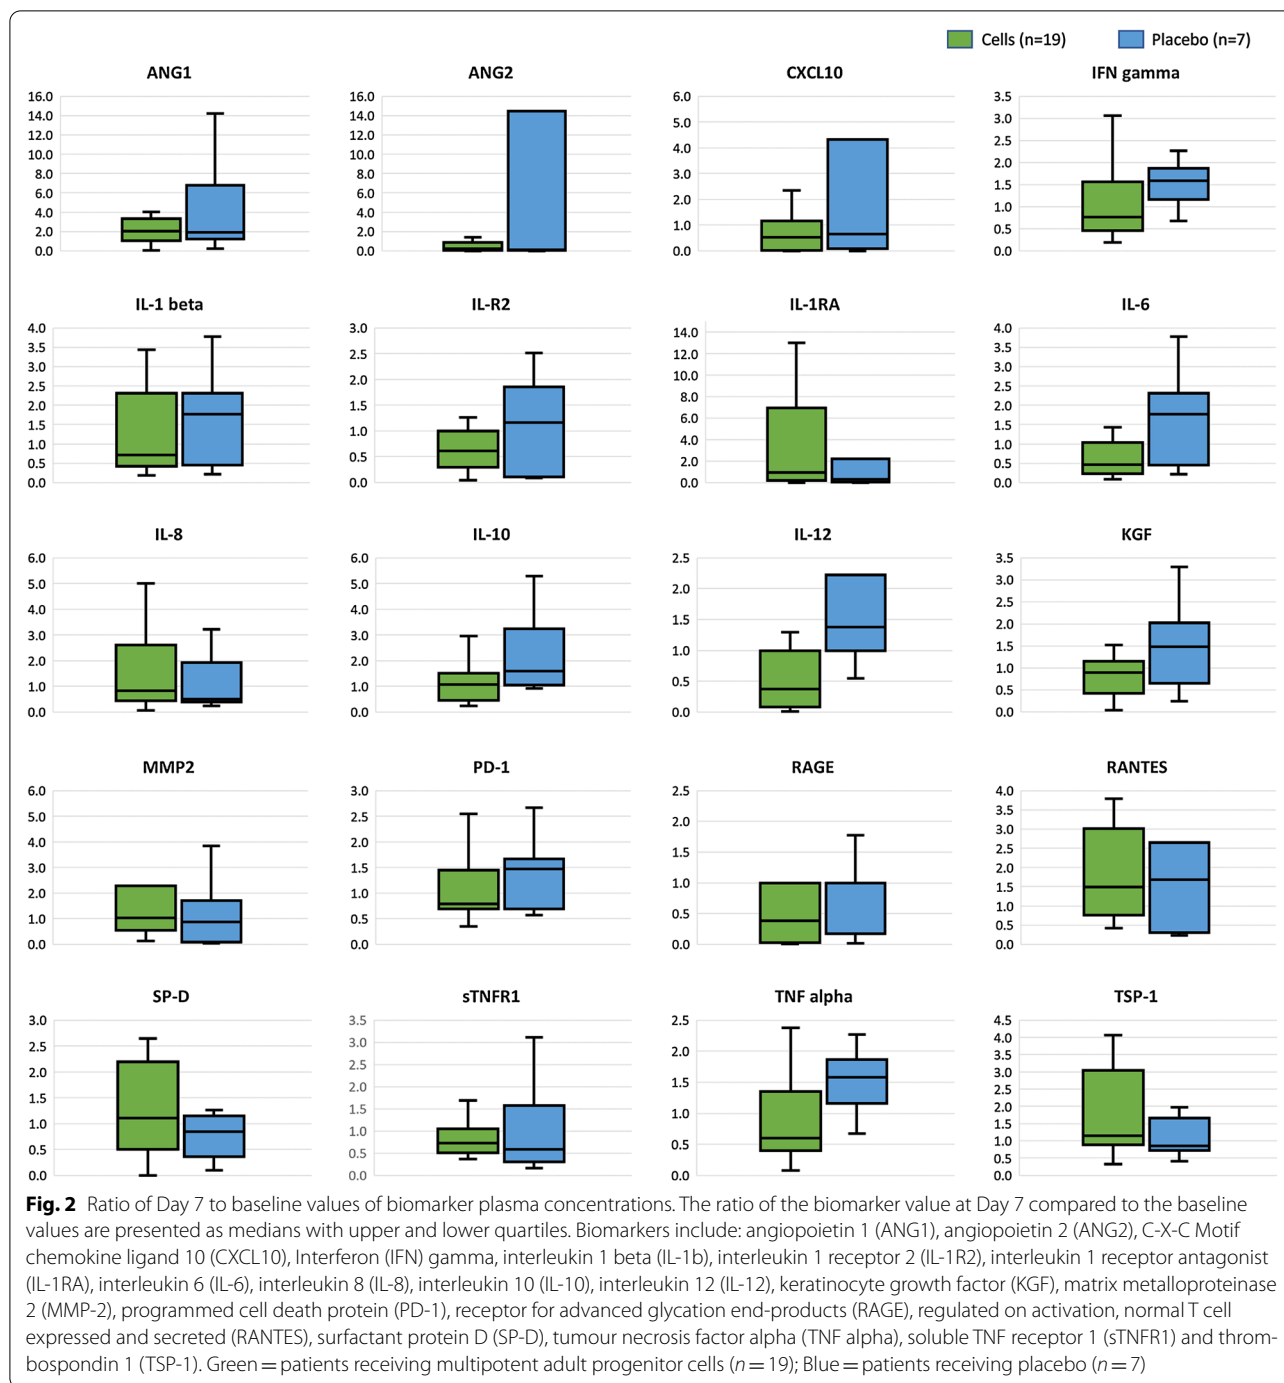 Cells (n=19) Placebo (n=7)
ANG1 ANG2 CXCL10 IFN gamma
16.0 16.0 6.0 3.5
14.0 14.0 5.0 3.0
12.0 12.0 4.0 2.5
10.0 10.0 3.0 2.0
8.0 8.0 2.0 1.5
6.0 6.0 1.0 1.0
4.0 4.0 0.0 0.5
2.0 2.0 0.0
0.0 0.0
IL-1 beta IL-R2 IL-1RA IL-6
4.0 3.0 14.0 4.0
3.5 2.5 12.0 3.5
3.0 2.0 10.0 3.0
2.5 1.5 8.0 2.5
2.0 1.0 6.0 2.0
1.5 0.5 4.0 1.5
1.0 0.0 2.0 1.0
0.5 0.0 0.5
0.0 0.0
IL-8 IL-10 IL-12 KGF
6.0 6.0 2.5 3.5
5.0 5.0 2.0 3.0
4.0 4.0 1.5 2.5
3.0 3.0 1.0 2.0
2.0 2.0 0.5 1.5
1.0 1.0 0.0 1.0
0.0 0.0 0.5
0.0
MMP2 PD-1 RAGE RANTES
6.0 3.0 2.5 4.0
5.0 2.5 2.0 3.5
4.0 2.0 1.5 3.0
3.0 1.5 1.0 2.5
2.0 1.0 0.5 2.0
1.0 0.5 0.0 1.5
0.0 0.0 1.0
0.5
0.0
SP-D sTNFR1 TNF alpha TSP-1
3.0 3.5 2.5 4.5
2.5 3.0 2.0 4.0
2.0 2.5 1.5 3.5
1.5 2.0 1.0 3.0
1.0 1.5 0.5 2.5
0.5 1.0 0.0 2.0
0.0 0.5 1.5
0.0 1.0
0.5
0.0
Fig. 2 Ratio of Day 7 to baseline values of biomarker plasma concentrations. The ratio of the biomarker value at Day 7 compared to the baseline
values are presented as medians with upper and lower quartiles. Biomarkers include: angiopoietin 1 (ANG1), angiopoietin 2 (ANG2), C-X-C Motif
chemokine ligand 10 (CXCL10), Interferon (IFN) gamma, interleukin 1 beta (IL-1b), interleukin 1 receptor 2 (IL-1R2), interleukin 1 receptor antagonist
(IL-1RA), interleukin 6 (IL-6), interleukin 8 (IL-8), interleukin 10 (IL-10), interleukin 12 (IL-12), keratinocyte growth factor (KGF), matrix metalloproteinase
2 (MMP-2), programmed cell death protein (PD-1), receptor for advanced glycation end-products (RAGE), regulated on activation, normal T cell
expressed and secreted (RANTES), surfactant protein D (SP-D), tumour necrosis factor alpha (TNF alpha), soluble TNF receptor 1 (sTNFR1) and throm-
bospondin 1 (TSP-1). Green = patients receiving multipotent adult progenitor cells (n = 19); Blue = patients receiving placebo (n = 7)